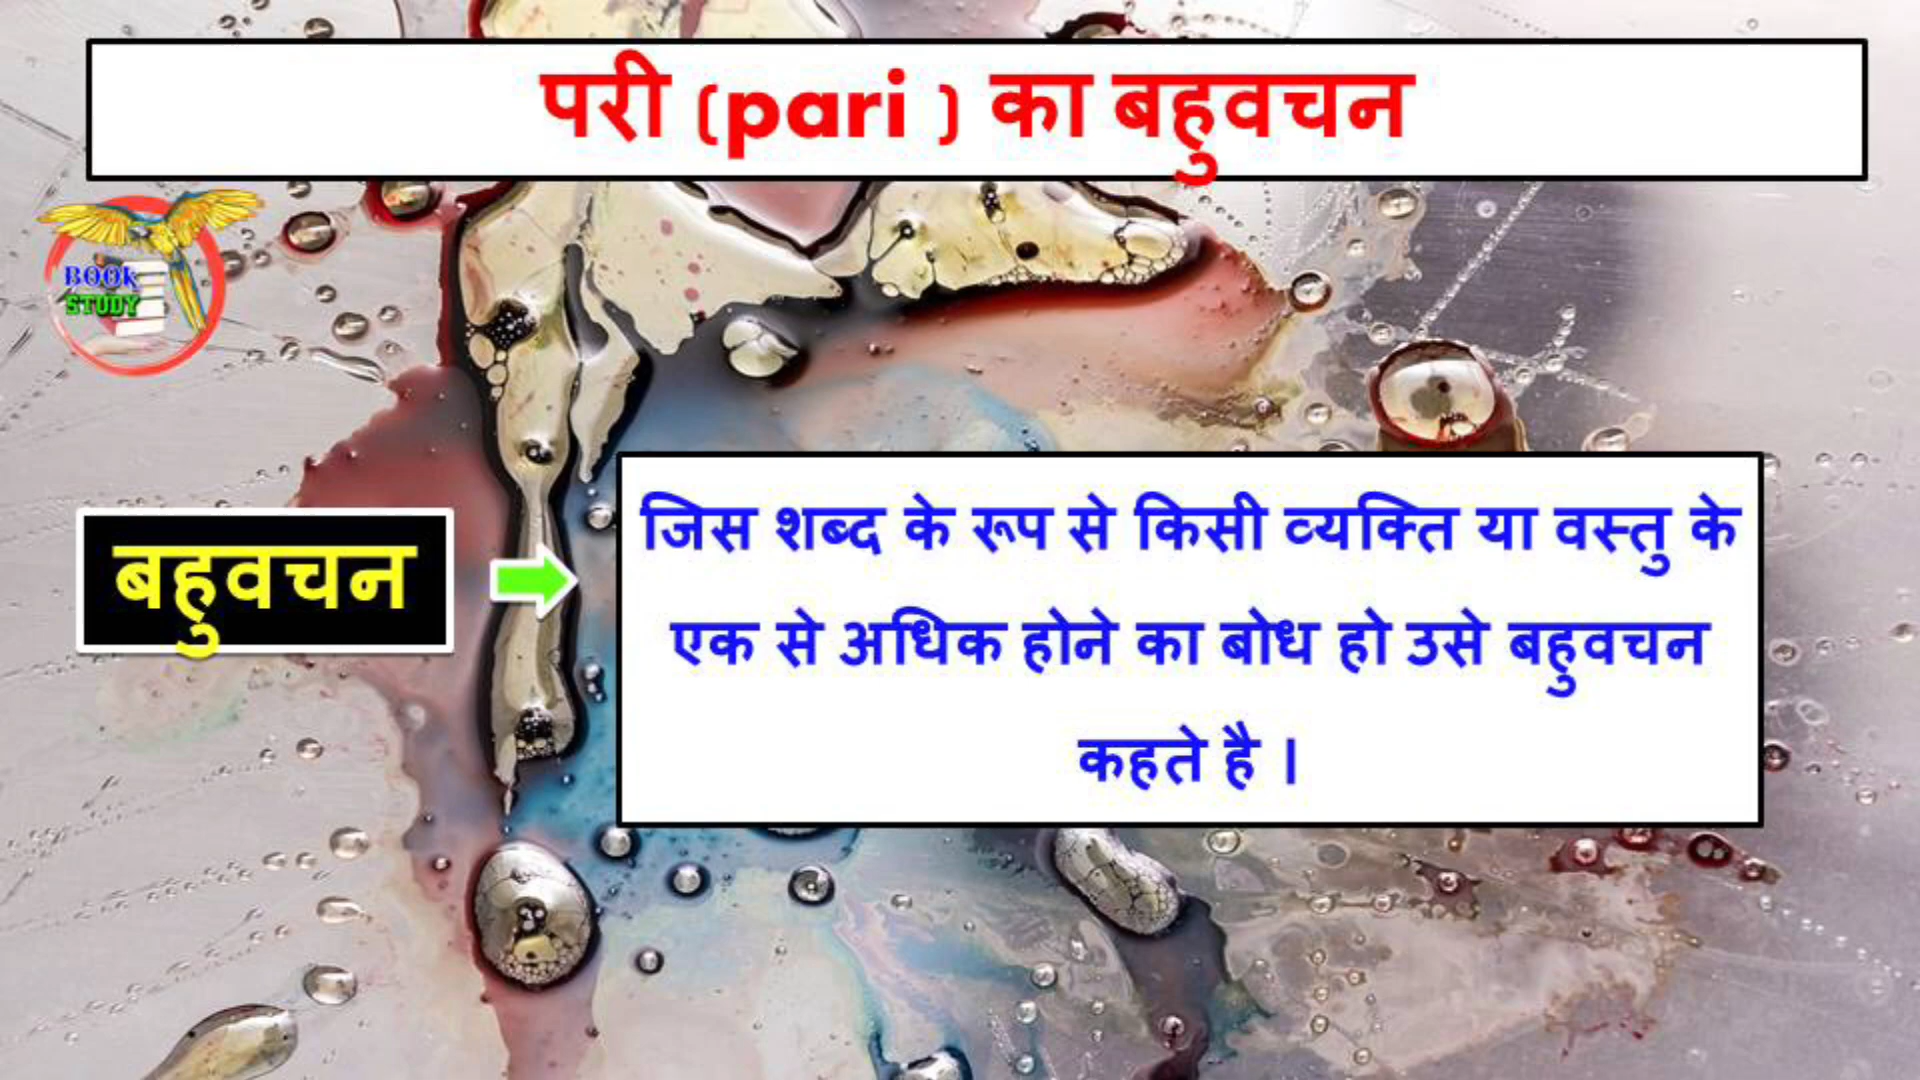 परी (pari ) का बहुवचन
BOOK
STUDY
बहुवचन
जिस शब्द के रूप से किसी व्यक्ति या वस्तु के
एक से अधिक होने का बोध हो उसे बहुवचन
कहते है ।